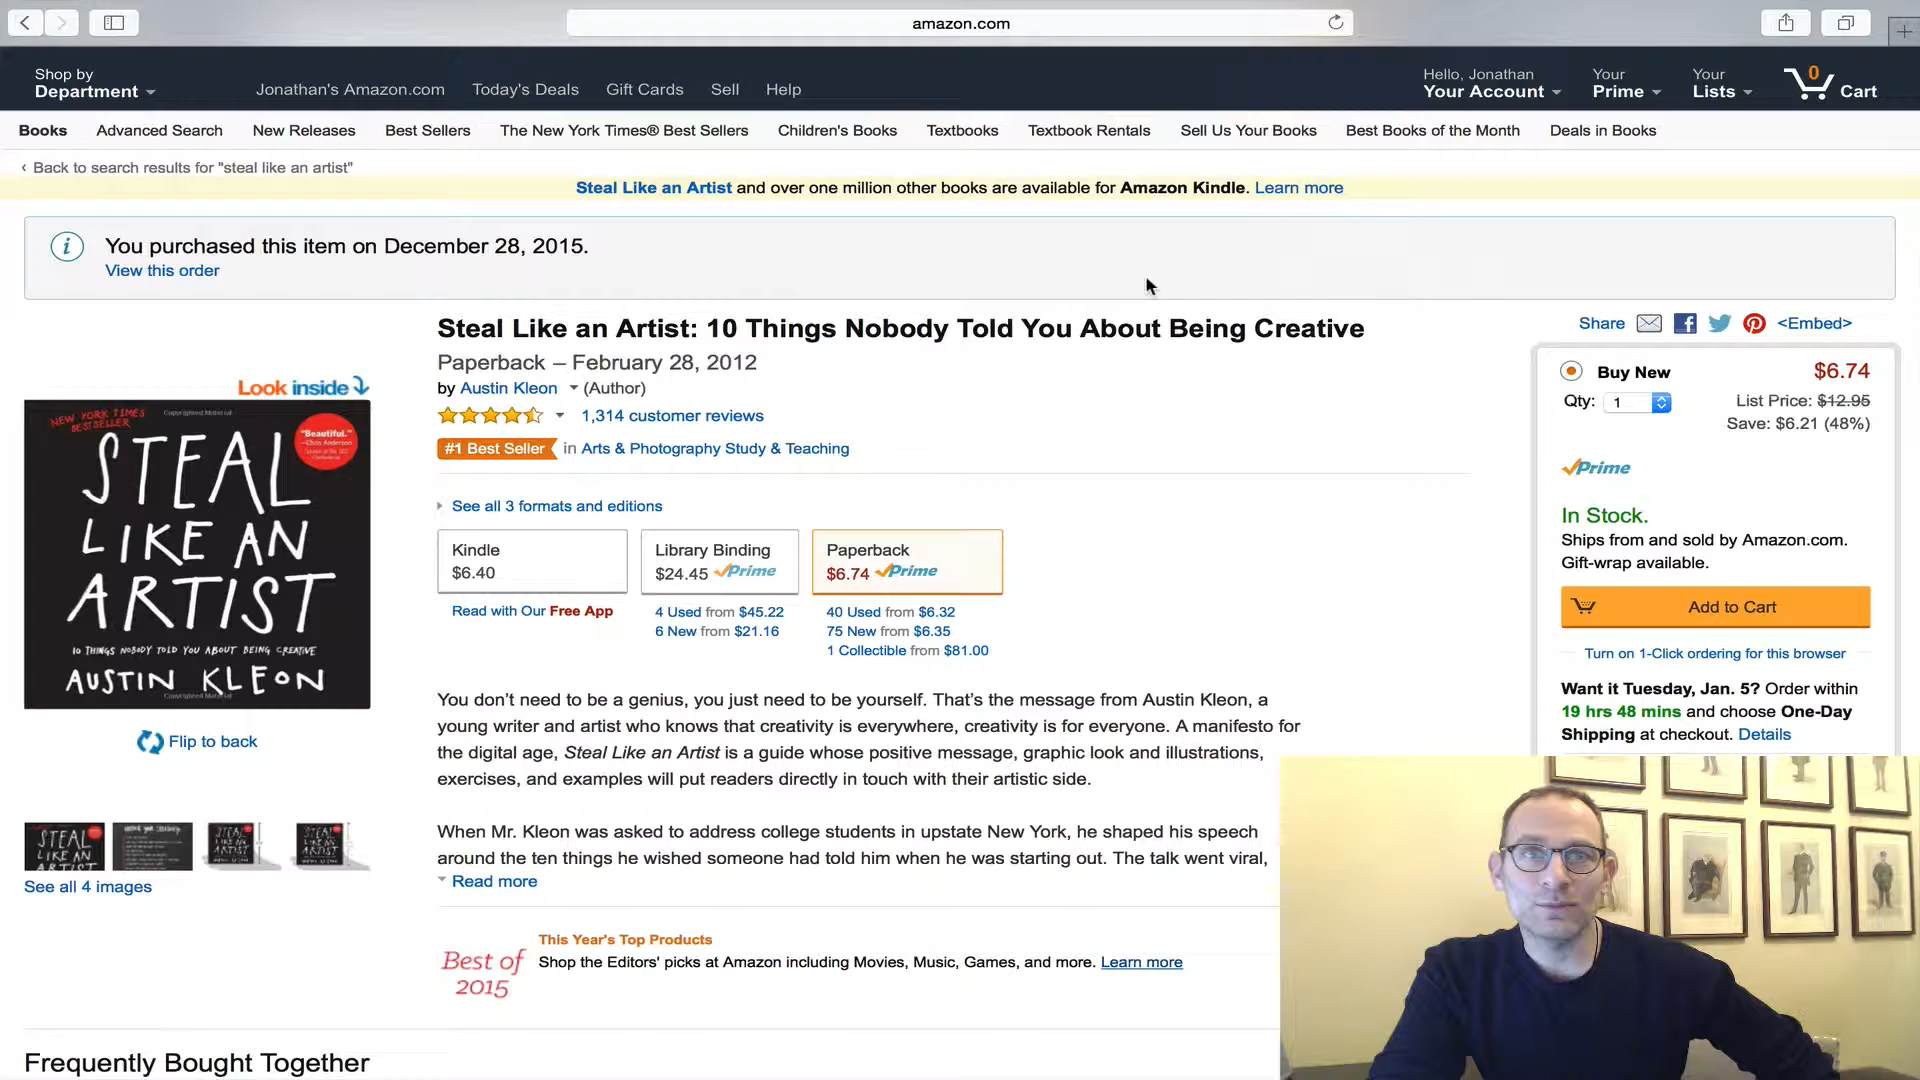 amazon.com
Shop by
Department
Jonathan's Amazon.com Today's Deals Gift Cards Sell Help
Hello, Jonathan
Your Account
Your
Prime
Your
Lists
0
Cart
Books Advanced Search New Releases Best Sellers The New York Times® Best Sellers Children's Books Textbooks Textbook Rentals Sell Us Your Books Best Books of the Month Deals in Books
‹ Back to search results for "steal like an artist"
Steal Like an Artist and over one million other books are available for Amazon Kindle. Learn more
i
You purchased this item on December 28, 2015.
View this order
Look inside
NEW YORK TIMES
BESTSELLER
Copyrighted Material
"Beautiful."
STEAL
LIKE AN
ARTIST
10 THINGS NOBODY TOLD YOU ABOUT BEING CREATIVE
AUSTIN KLEON
Copyrighted Material
Flip to back
STEAL
LIKE AN
ARTIST
STEAL
LIKE AN
ARTIST
STEAL
LIKE AN
ARTIST
See all 4 images
Steal Like an Artist: 10 Things Nobody Told You About Being Creative
Paperback – February 28, 2012
by Austin Kleon (Author)
1,314 customer reviews
#1 Best Seller in Arts & Photography Study & Teaching
See all 3 formats and editions
Kindle
$6.40
Read with Our Free App
Library Binding
$24.45 Prime
4 Used from $45.22
6 New from $21.16
Paperback
$6.74 Prime
40 Used from $6.32
75 New from $6.35
1 Collectible from $81.00
You don’t need to be a genius, you just need to be yourself. That’s the message from Austin Kleon, a
young writer and artist who knows that creativity is everywhere, creativity is for everyone. A manifesto for
the digital age, Steal Like an Artist is a guide whose positive message, graphic look and illustrations,
exercises, and examples will put readers directly in touch with their artistic side.
When Mr. Kleon was asked to address college students in upstate New York, he shaped his speech
around the ten things he wished someone had told him when he was starting out. The talk went viral,
Read more
Best of
2015
This Year's Top Products
Shop the Editors' picks at Amazon including Movies, Music, Games, and more. Learn more
Share <Embed>
Buy New $6.74
Qty: 1 List Price: $12.95
Save: $6.21 (48%)
Prime
In Stock.
Ships from and sold by Amazon.com.
Gift-wrap available.
Add to Cart
Turn on 1-Click ordering for this browser
Want it Tuesday, Jan. 5? Order within
19 hrs 48 mins and choose One-Day
Shipping at checkout. Details
Frequently Bought Together